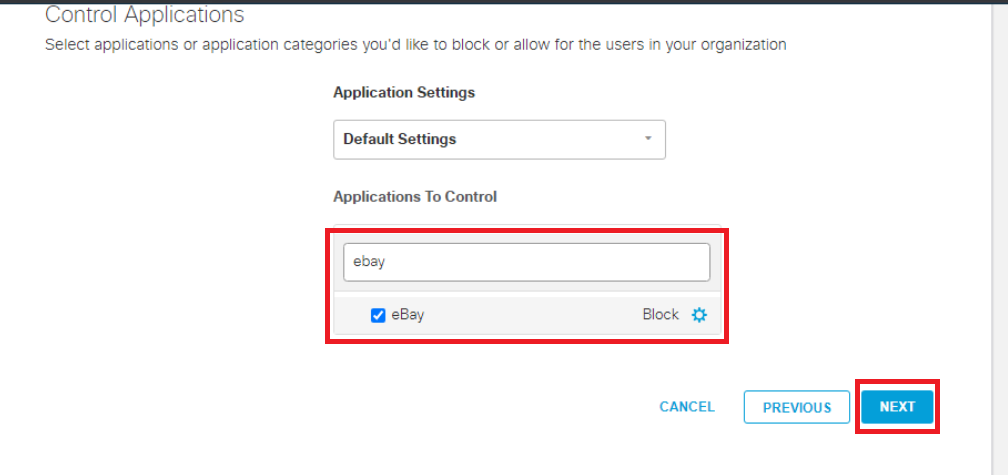 Control Applications
Select applications or application categories you'd like to block or allow for the users in your organization
Application Settings
Default Settings
Applications To Control
ebay
eBay Block
CANCEL PREVIOUS NEXT